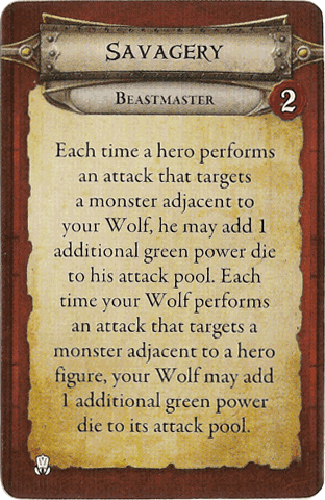 Savagery
Beastmaster
2
Each time a hero performs
an attack that targets
a monster adjacent to
your Wolf, he may add 1
additional green power die
to his attack pool. Each
time your Wolf performs
an attack that targets a
monster adjacent to a hero
figure, your Wolf may add
1 additional green power
die to its attack pool.